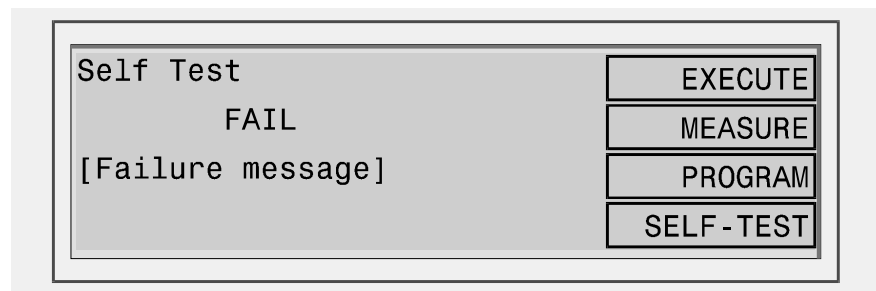 Self Test
FAIL
[Failure message]
EXECUTE
MEASURE
PROGRAM
SELF-TEST